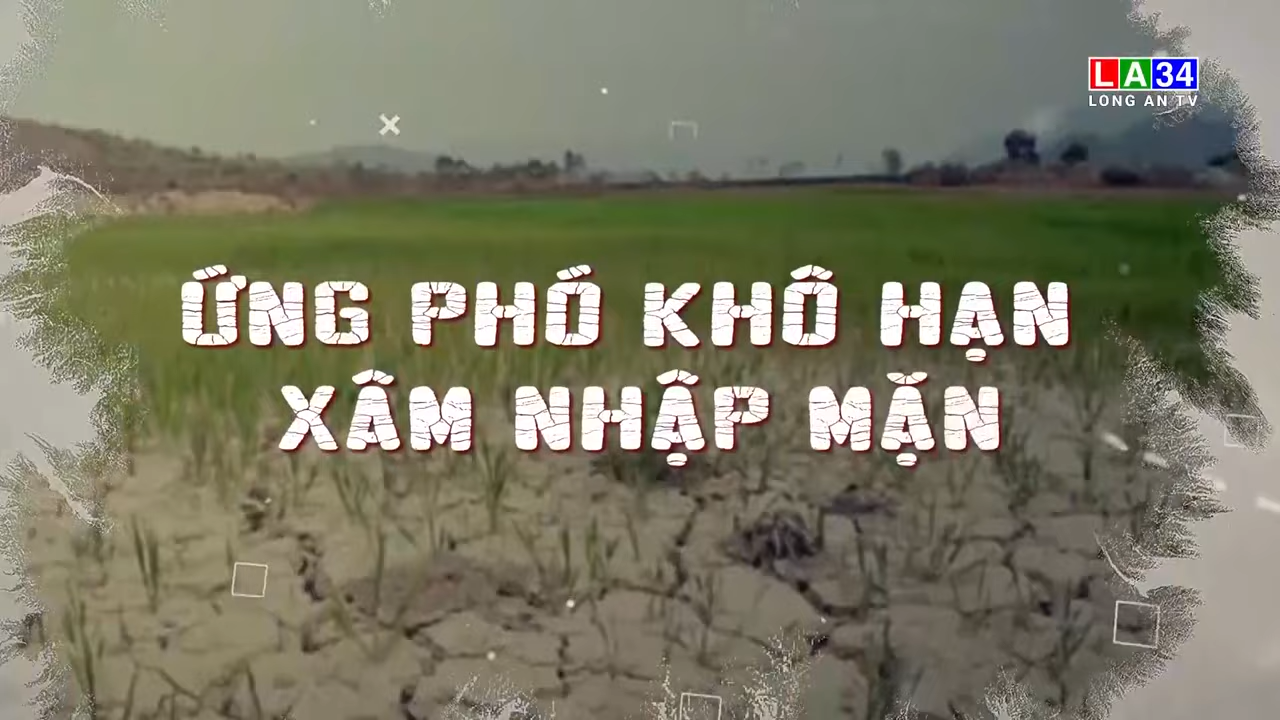 LA34
LONG AN TV
ỨNG PHÓ KHÔ HẠN
XÂM NHẬP MẶN